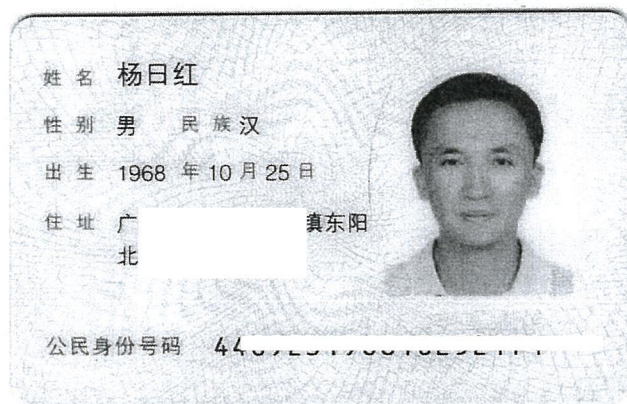 姓名 杨日红
性别 男 民族 汉
出生 1968 年 10 月 25 日
住址 广 镇东阳
北
公民身份号码 44